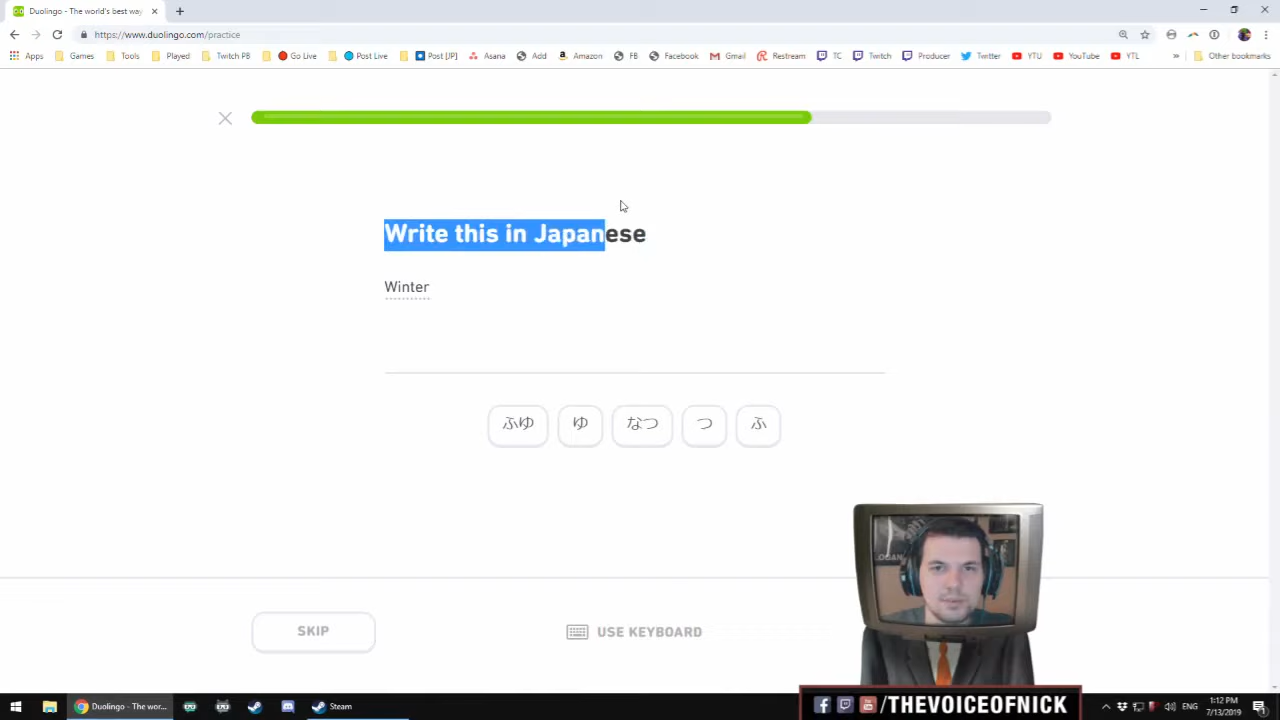 Duolingo - The world's best way
https://www.duolingo.com/practice
Apps Games Tools Played Twitch PB Go Live Post Live Post [JP] Asana Add Amazon FB Facebook Gmail Restream TC Twitch Producer Twitter YTU YouTube YTL » Other bookmarks
Write this in Japanese
Winter
ふゆ ゆ なつ つ ふ
SKIP USE KEYBOARD
/THEVOICEOFNICK
Duolingo - The wor... Steam ENG 1:12 PM
7/13/2019